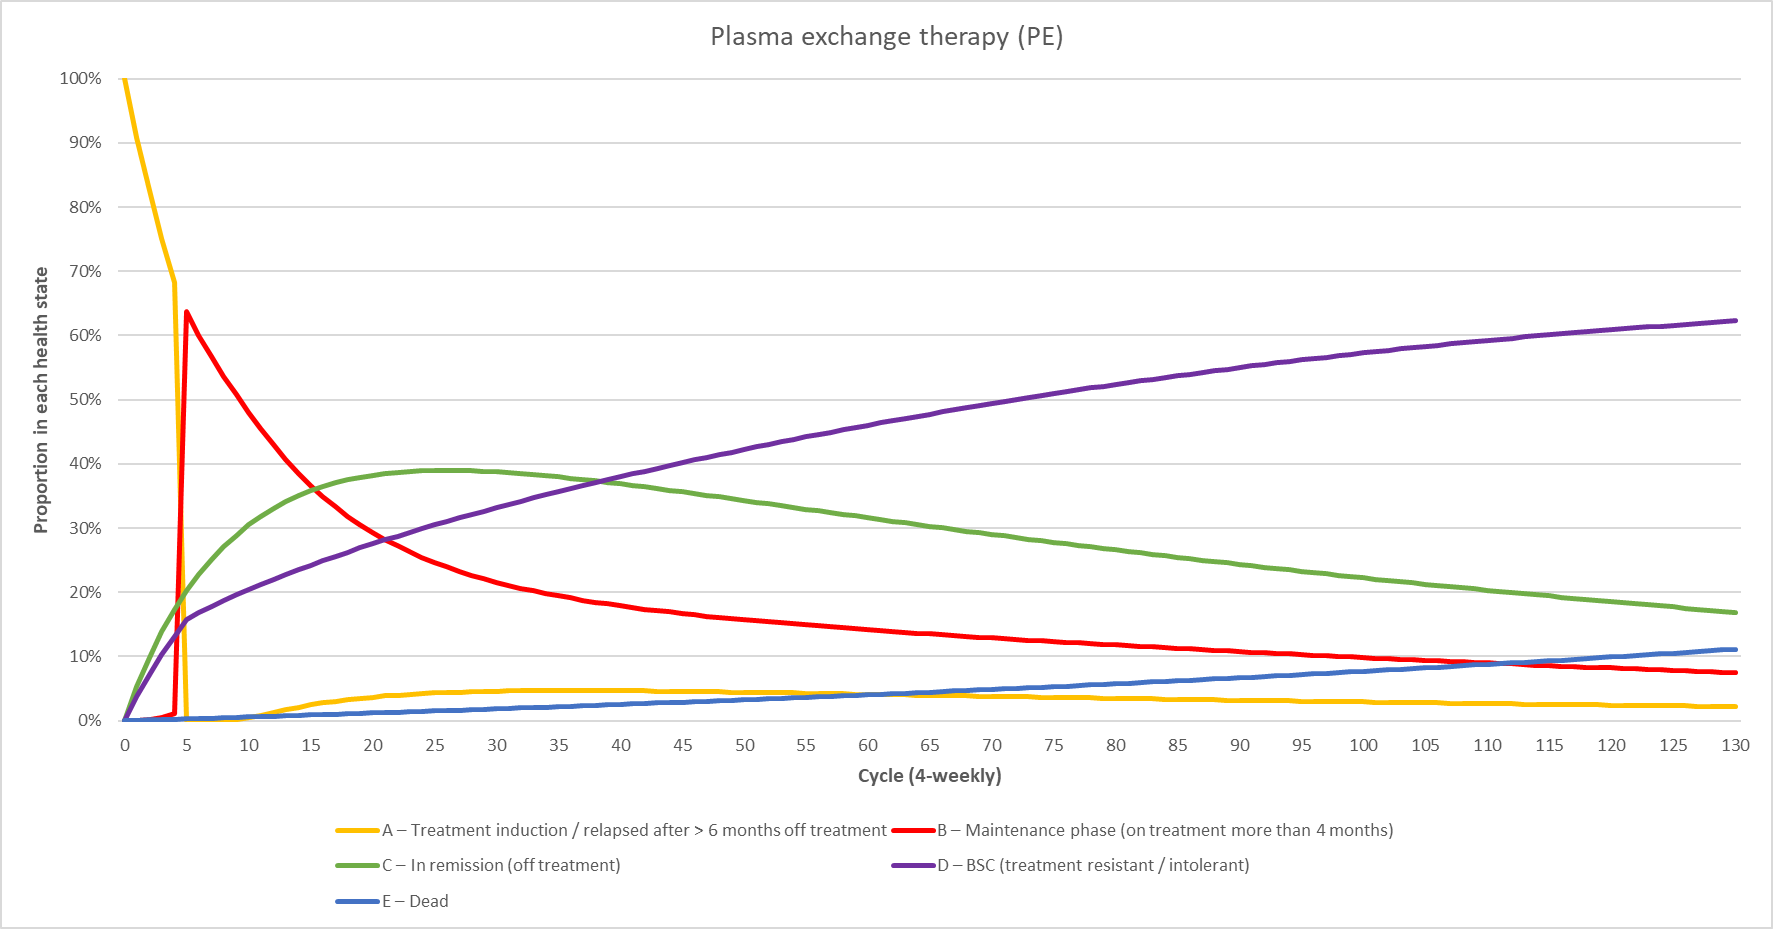 Plasma exchange therapy (PE)
100%
90%
80%
70%
60%
50%
40%
30%
20%
10%
0%
Proportion in each health state
0 5 10 15 20 25 30 35 40 45 50 55 60 65 70 75 80 85 90 95 100 105 110 115 120 125 130
Cycle (4-weekly)
A – Treatment induction / relapsed after > 6 months off treatment
B – Maintenance phase (on treatment more than 4 months)
C – In remission (off treatment)
D – BSC (treatment resistant / intolerant)
E – Dead